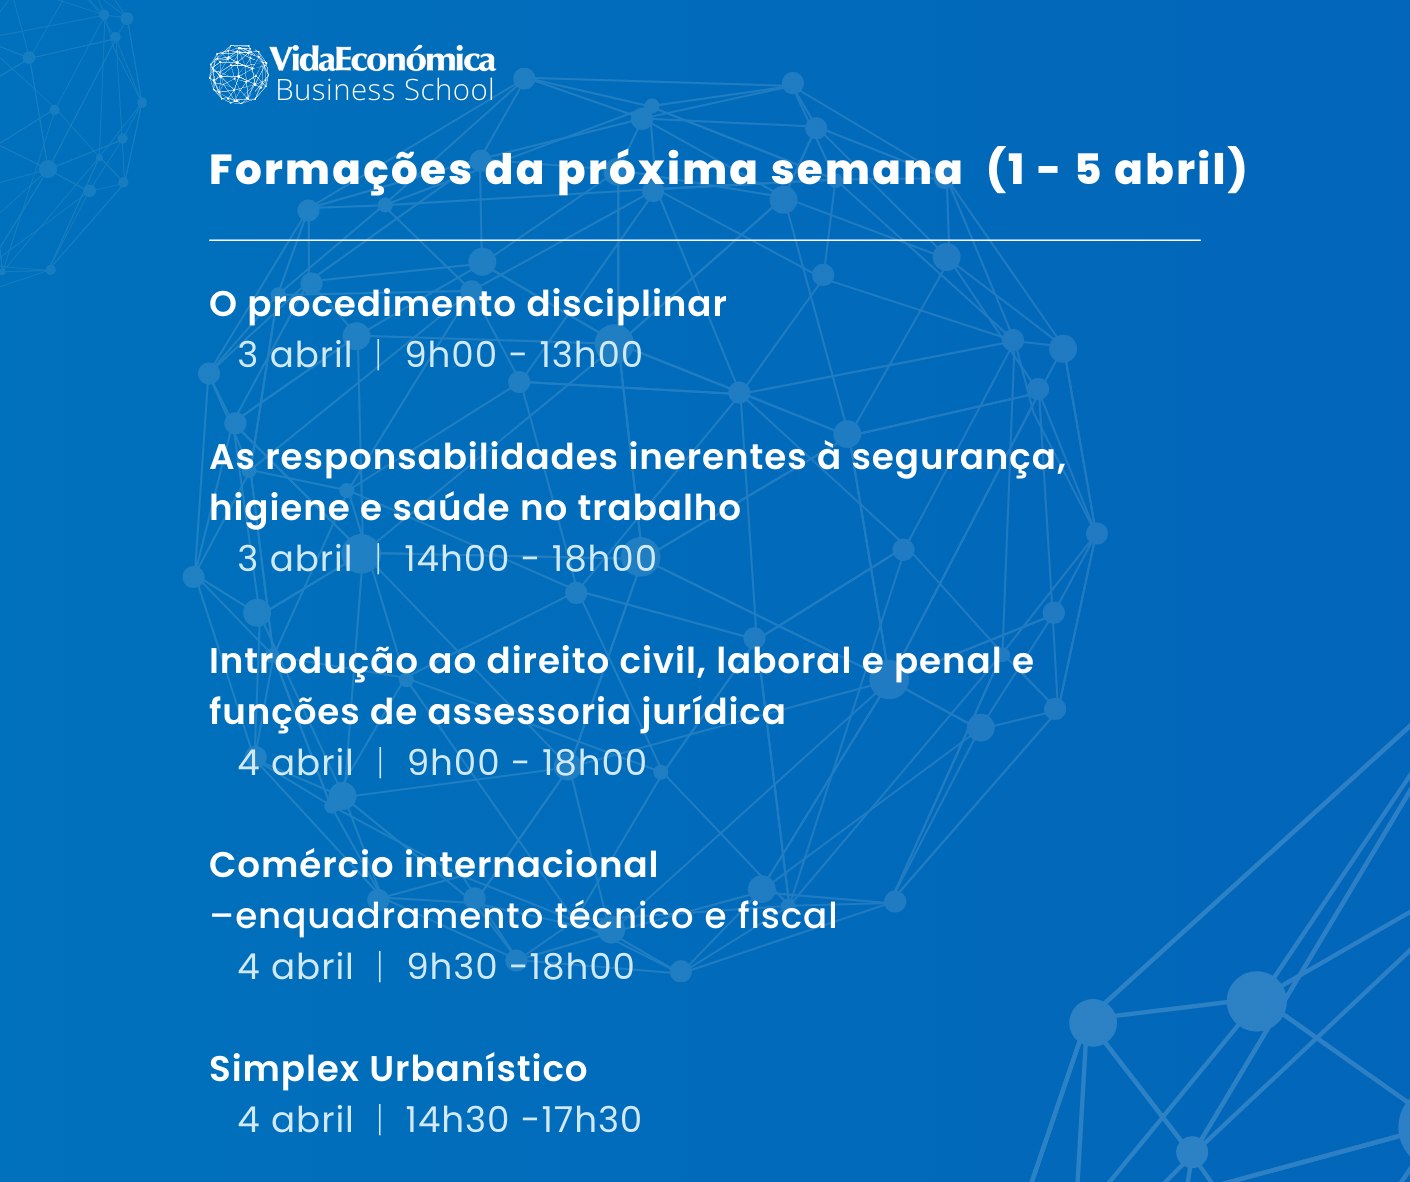 VidaEconómica
Business School
Formações da próxima semana (1 - 5 abril)
O procedimento disciplinar
3 abril | 9h00 - 13h00
As responsabilidades inerentes à segurança,
higiene e saúde no trabalho
3 abril | 14h00 - 18h00
Introdução ao direito civil, laboral e penal e
funções de assessoria jurídica
4 abril | 9h00 - 18h00
Comércio internacional
–enquadramento técnico e fiscal
4 abril | 9h30 -18h00
Simplex Urbanístico
4 abril | 14h30 -17h30